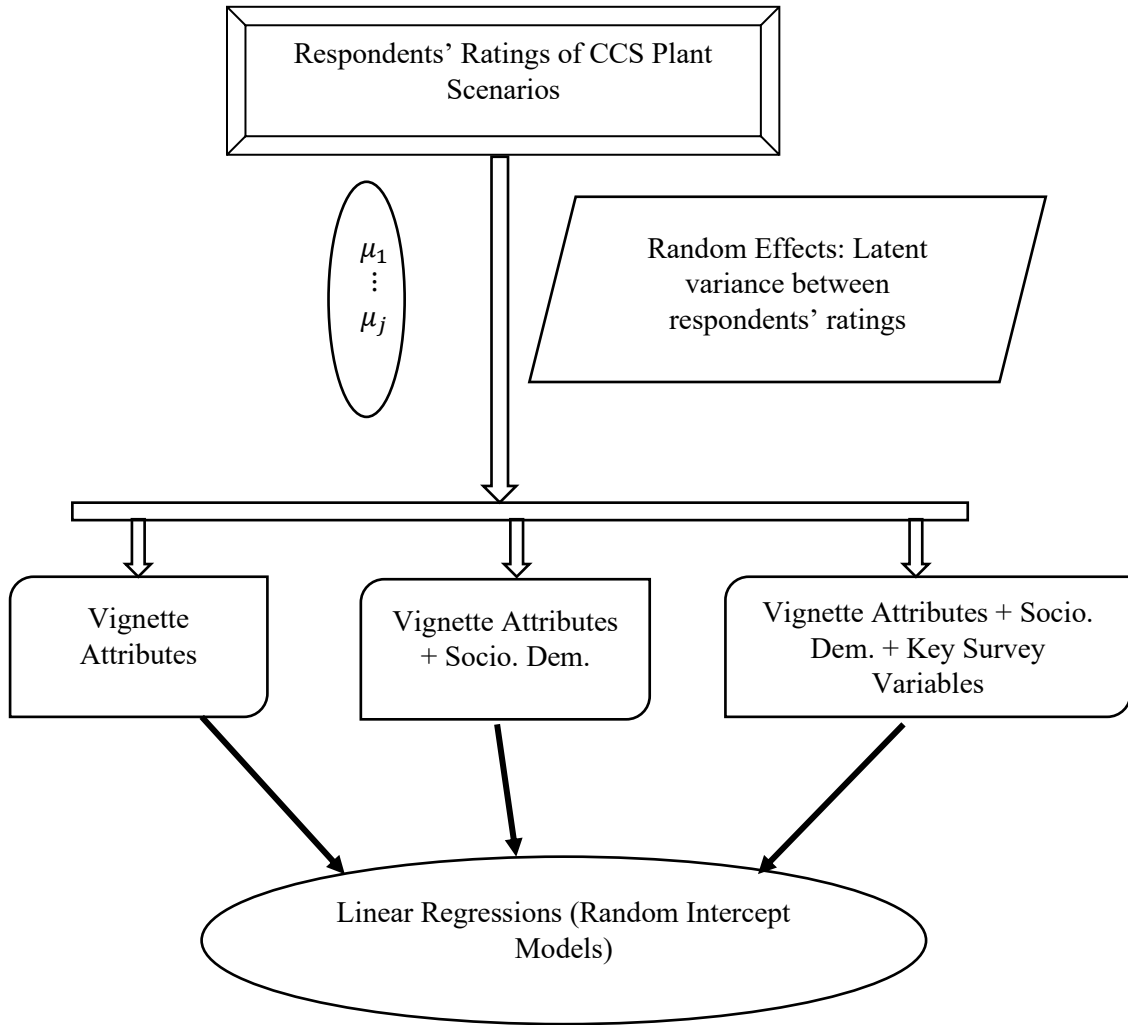 Respondents’ Ratings of CCS Plant
Scenarios
𝜇₁
⋮
𝜇ⱼ
Random Effects: Latent
variance between
respondents’ ratings
Vignette
Attributes
Vignette Attributes
+ Socio. Dem.
Vignette Attributes + Socio.
Dem. + Key Survey
Variables
Linear Regressions (Random Intercept
Models)